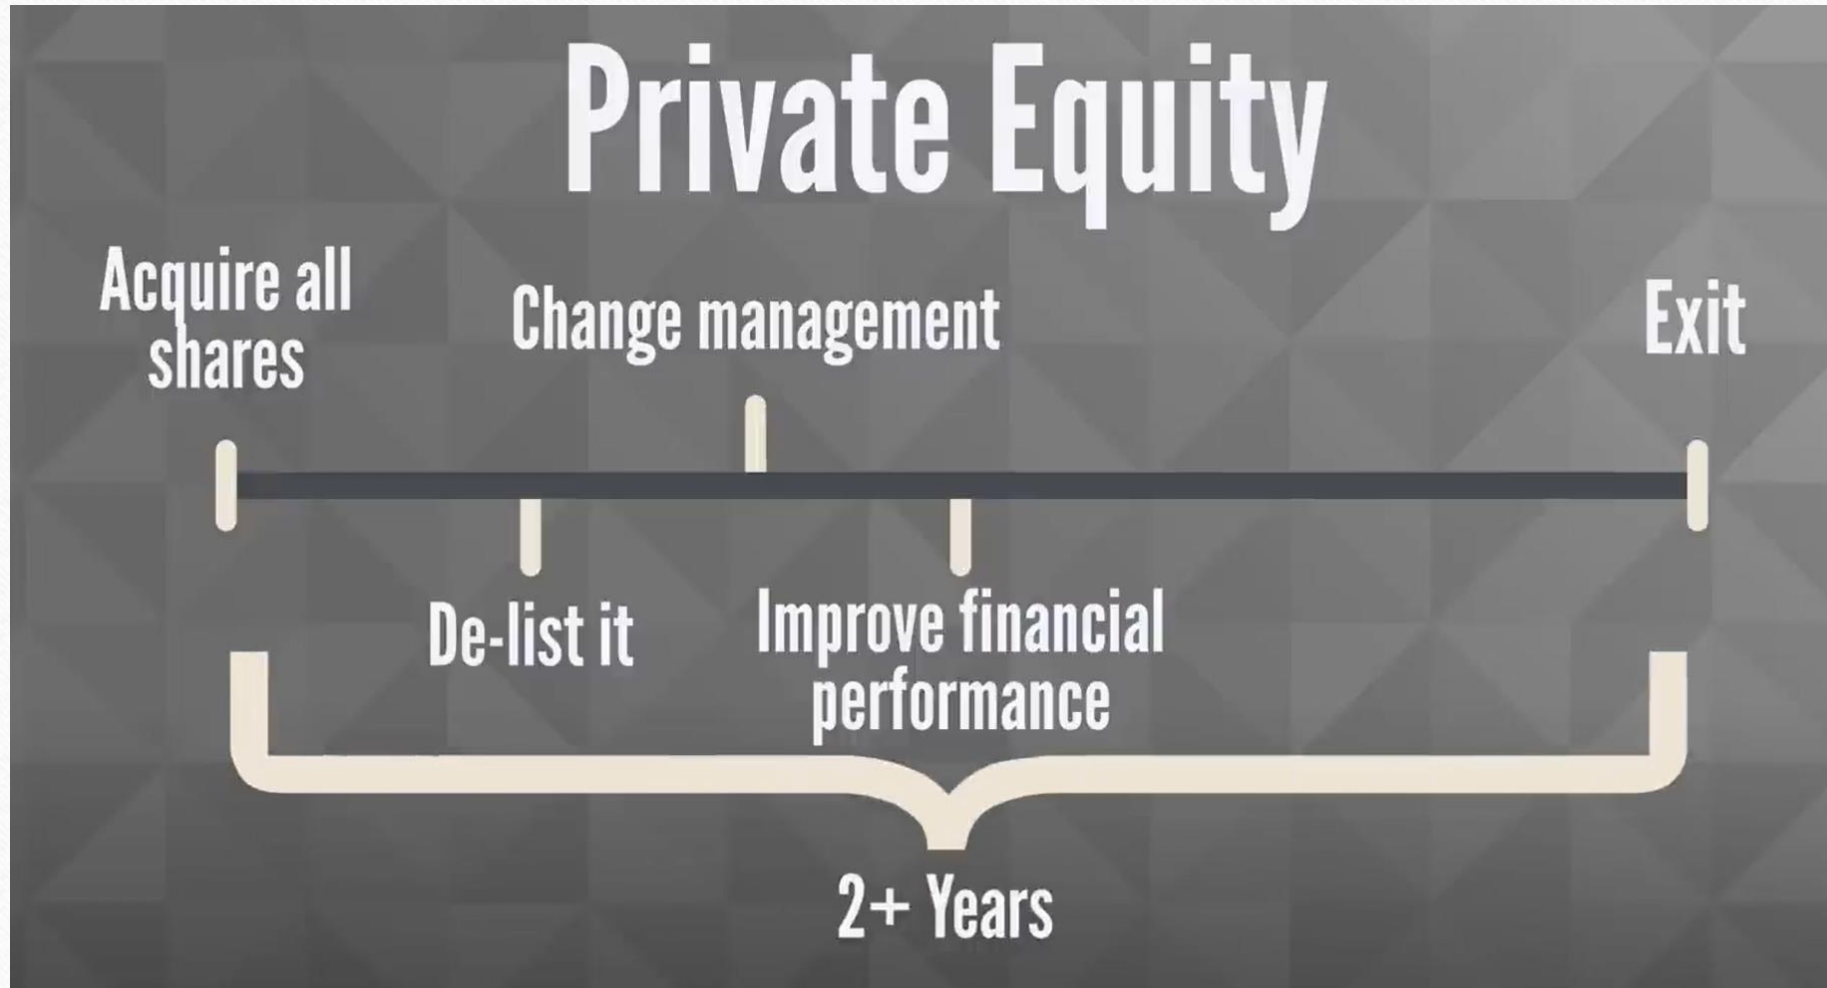 Private Equity
Acquire all
shares
Change management
Exit
De-list it
Improve financial
performance
2+ Years